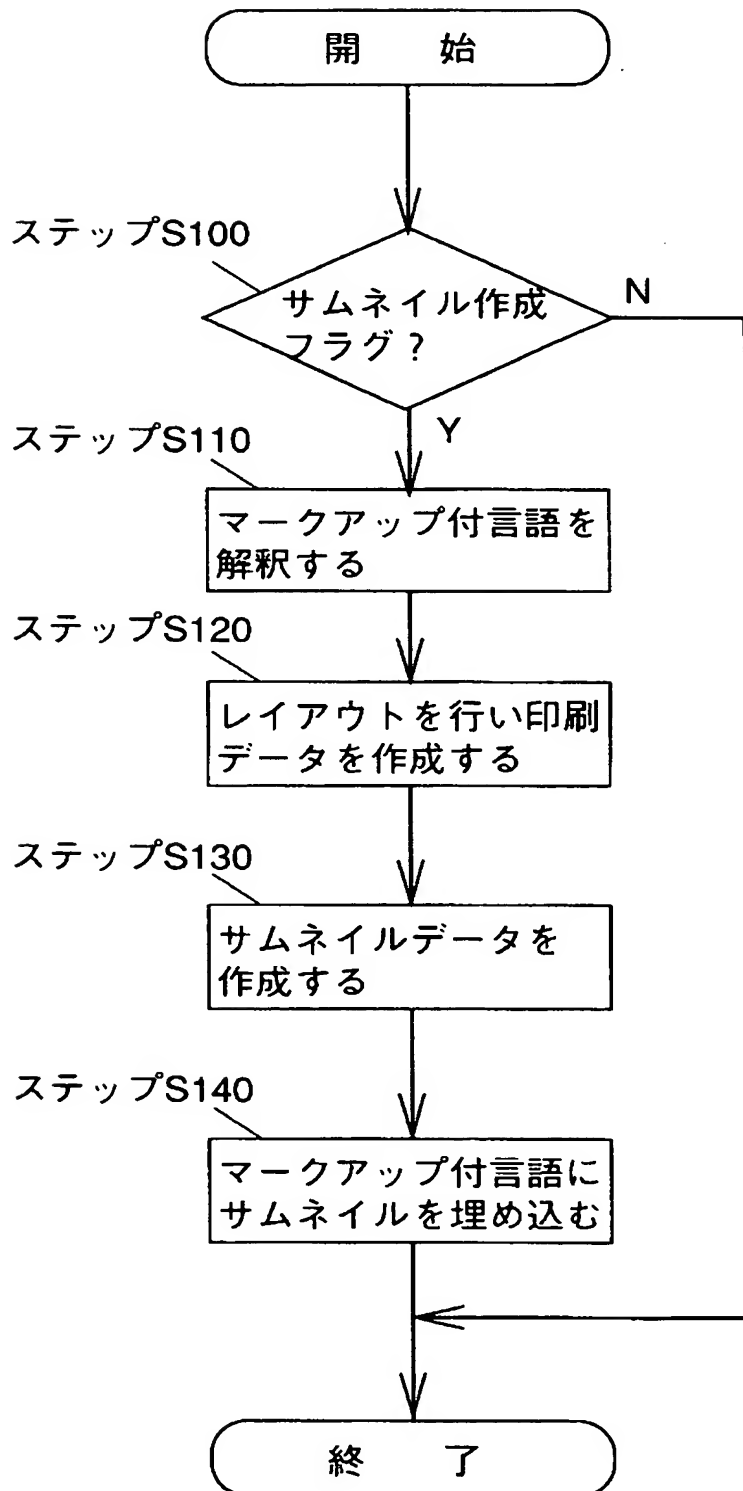 開 始
ステップS100
サムネイル作成
フラグ?
N
Y
ステップS110
マークアップ付言語を
解釈する
ステップS120
レイアウトを行い印刷
データを作成する
ステップS130
サムネイルデータを
作成する
ステップS140
マークアップ付言語に
サムネイルを埋め込む
終 了